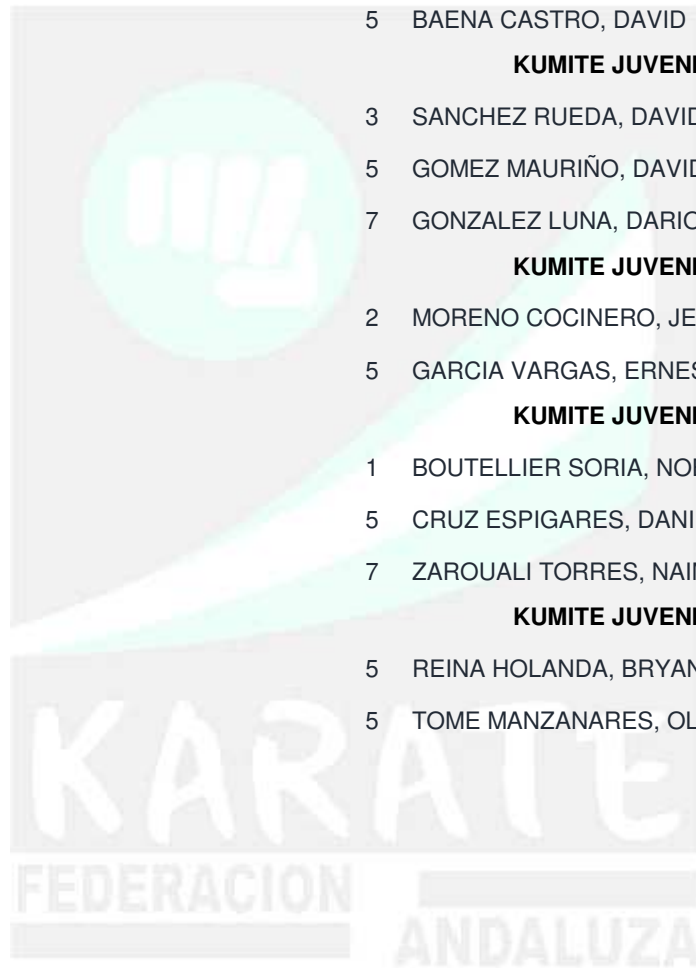 5 BAENA CASTRO, DAVID
KUMITE JUVENI
3 SANCHEZ RUEDA, DAVID
5 GOMEZ MAURIÑO, DAVID
7 GONZALEZ LUNA, DARIO
KUMITE JUVENI
2 MORENO COCINERO, JE
5 GARCIA VARGAS, ERNES
KUMITE JUVENI
1 BOUTELLIER SORIA, NO
5 CRUZ ESPIGARES, DANI
7 ZAROUALI TORRES, NAI
KUMITE JUVENI
5 REINA HOLANDA, BRYAN
5 TOME MANZANARES, OL
KARATE
FEDERACION
ANDALUZA